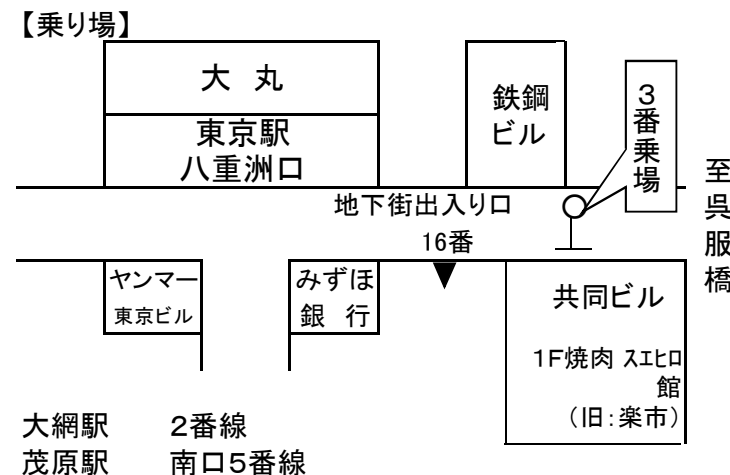 【乗り場】
大 丸
東京駅
八重洲口
鉄鋼
ビル
3番乗場
至呉服橋
地下街出入り口
16番
ヤンマー
東京ビル
みずほ
銀 行
共同ビル
1F焼肉 スエヒロ
館
(旧:楽市)
大網駅 2番線
茂原駅 南口5番線